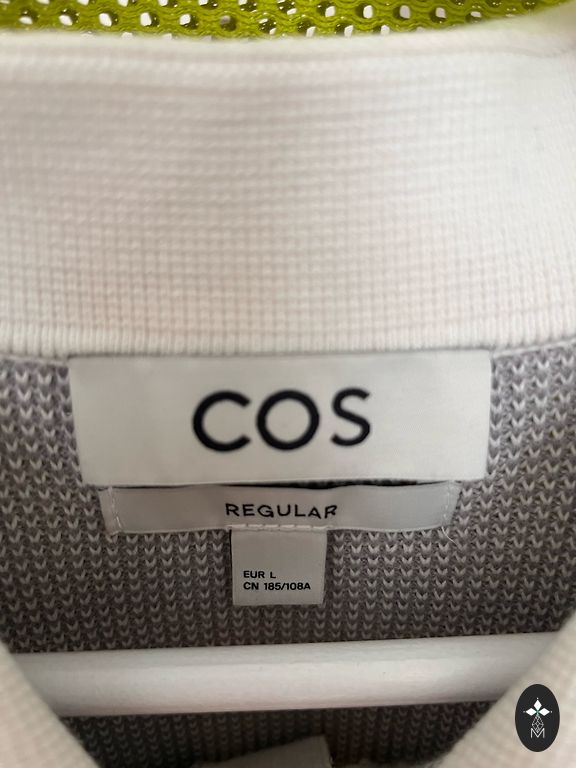 COS
REGULAR
EUR L
CN 185/108A